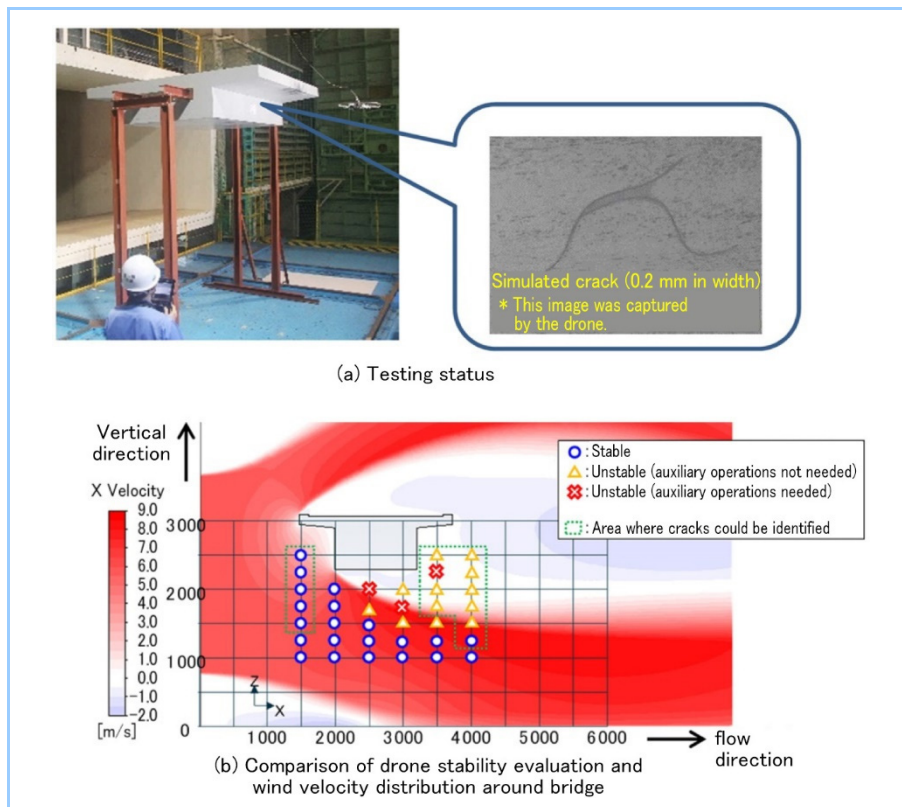 Simulated crack (0.2 mm in width)
* This image was captured
by the drone.
(a) Testing status
Vertical
direction
X Velocity
9.0
8.0
7.0
6.0
5.0
4.0
3.0
2.0
1.0
0.0
-1.0
-2.0
[m/s]
: Stable
: Unstable (auxiliary operations not needed)
: Unstable (auxiliary operations needed)
: Area where cracks could be identified
3000
2000
1000
0
Z
X
1000 2000 3000 4000 5000 6000
flow
direction
(b) Comparison of drone stability evaluation and
wind velocity distribution around bridge